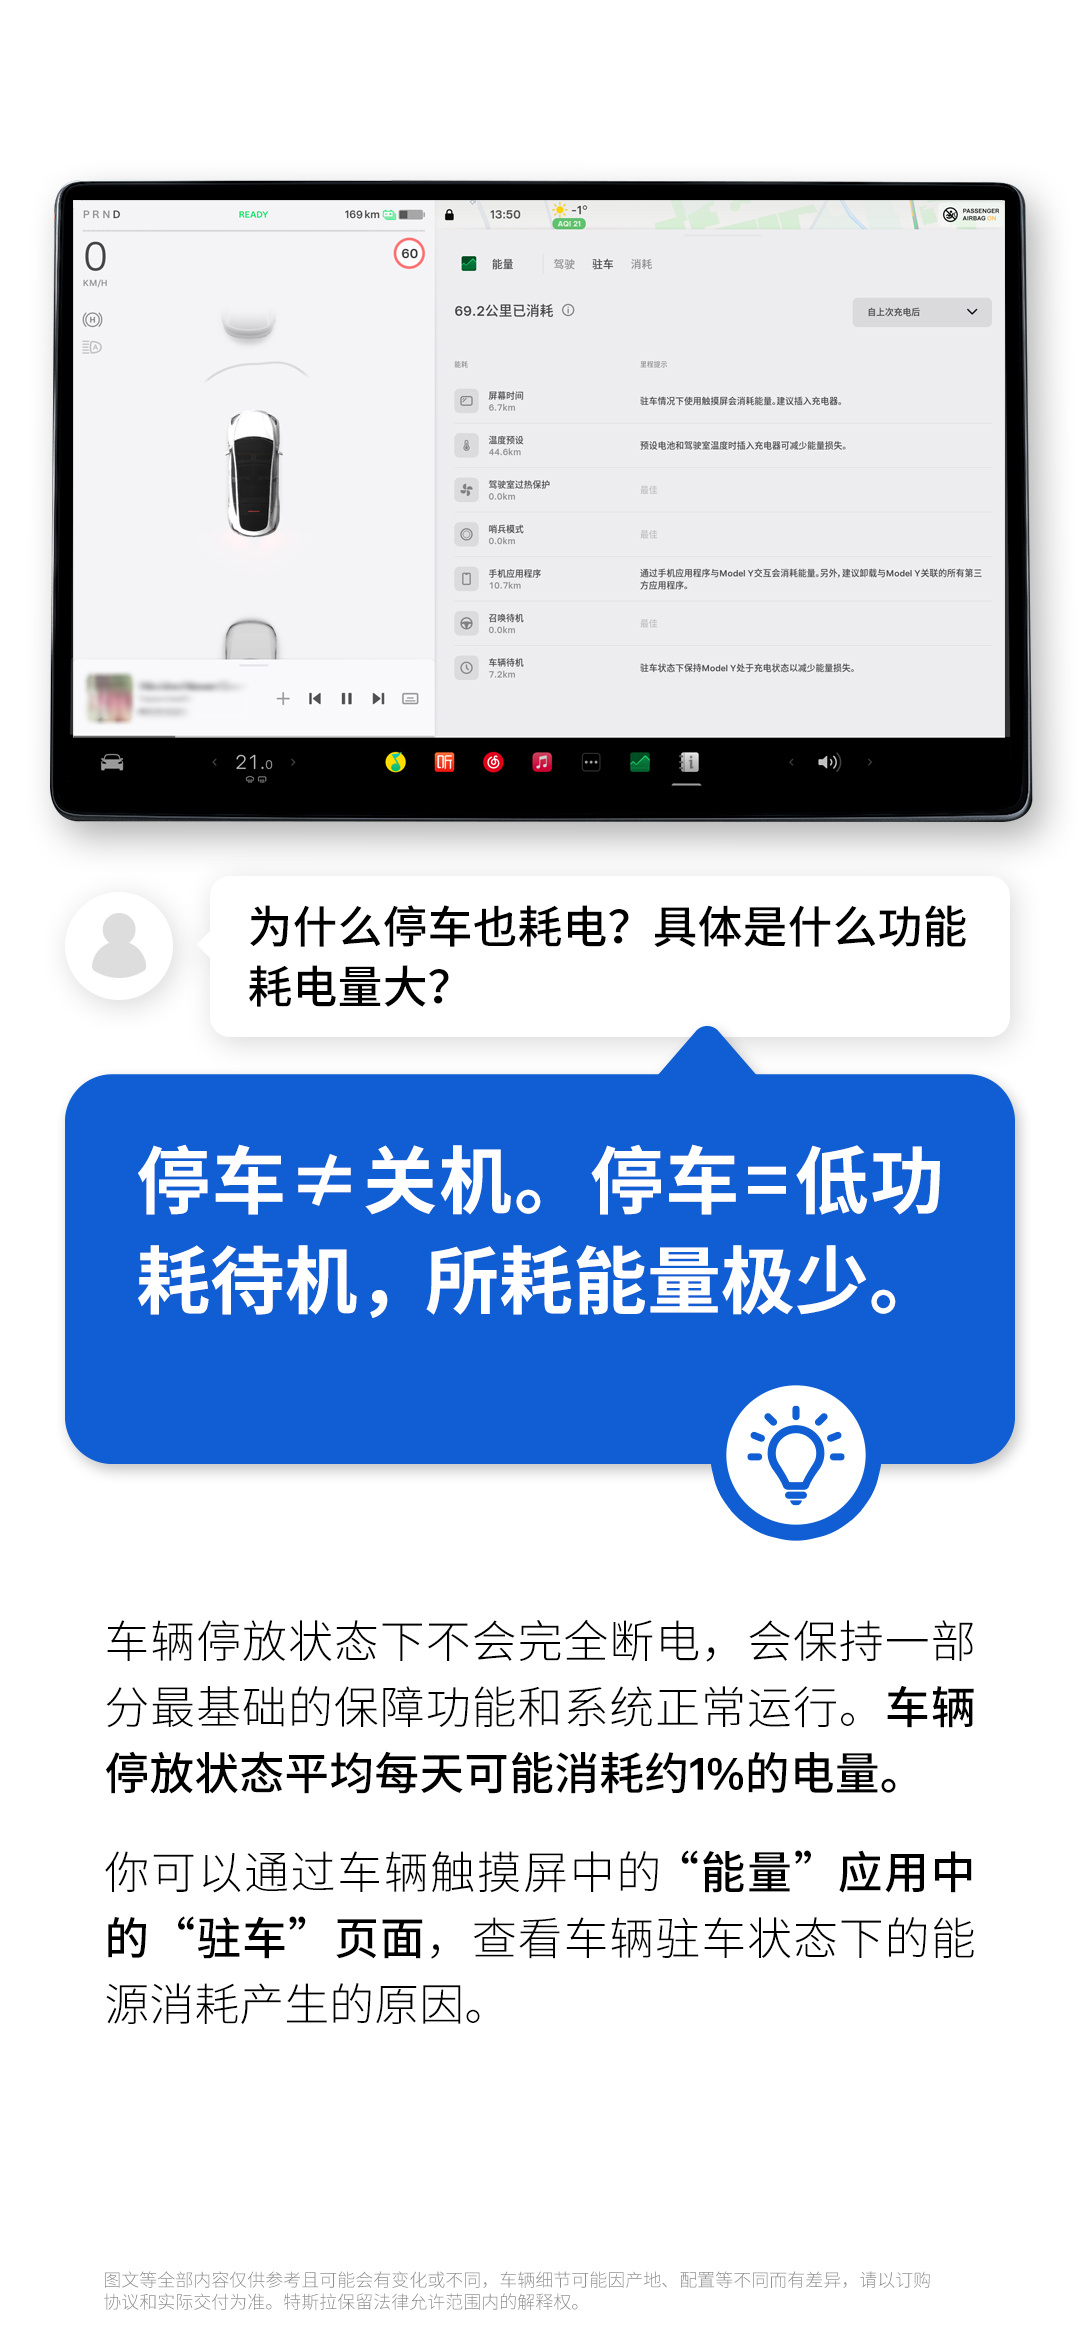 PRND
READY
169 km
13:50
-1°
AQI 21
PASSENGER
AIRBAG ON
0
KM/H
60
能量
驾驶
驻车
消耗
69.2公里已消耗
自上次充电后
能耗
里程提示
屏幕时间
6.7km
驻车情况下使用触摸屏会消耗能量。建议插入充电器。
温度预设
44.6km
预设电池和驾驶室温度时插入充电器可减少能量损失。
驾驶室过热保护
0.0km
最佳
哨兵模式
0.0km
最佳
手机应用程序
10.7km
通过手机应用程序与Model Y交互会消耗能量。另外，建议卸载与Model Y关联的所有第三
方应用程序。
召唤待机
0.0km
最佳
车辆待机
7.2km
驻车状态下保持Model Y处于充电状态以减少能量损失。
21.0
听
为什么停车也耗电？具体是什么功能
耗电量大？
停车≠关机。停车=低功
耗待机，所耗能量极少。
车辆停放状态下不会完全断电，会保持一部
分最基础的保障功能和系统正常运行。车辆
停放状态平均每天可能消耗约1%的电量。
你可以通过车辆触摸屏中的“能量”应用中
的“驻车”页面，查看车辆驻车状态下的能
源消耗产生的原因。
图文等全部内容仅供参考且可能会有变化或不同，车辆细节可能因产地、配置等不同而有差异，请以订购
协议和实际交付为准。特斯拉保留法律允许范围内的解释权。